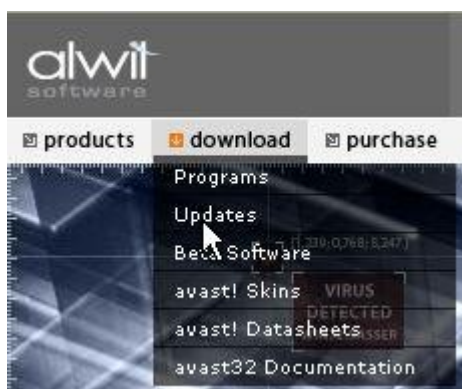 alwil
software
products download purchase
Programs
Updates
Beta Software
avast! Skins
VIRUS
DETECTED
avast! Datasheets
avast32 Documentation